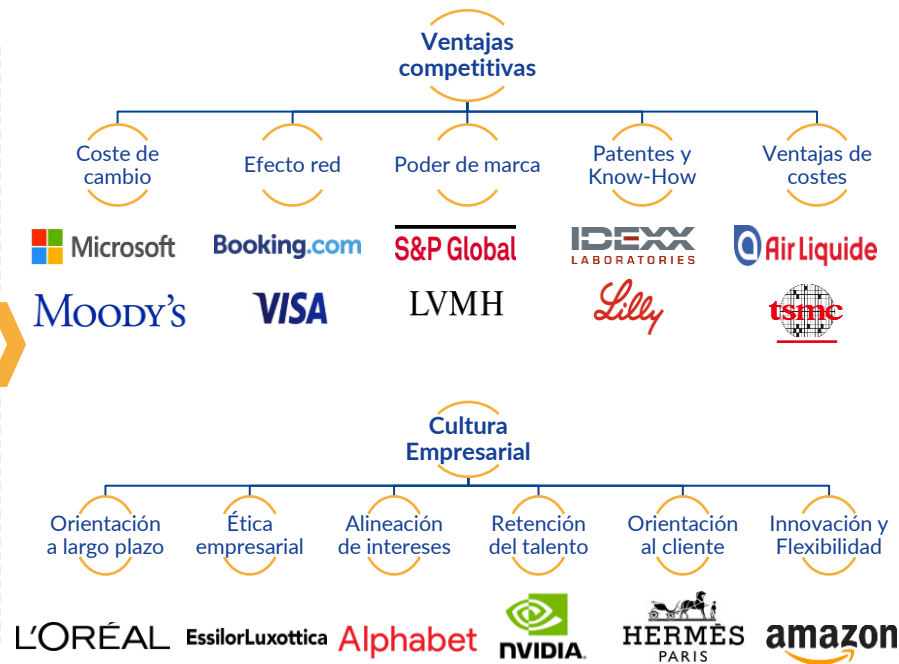 Ventajas
competitivas
Coste de
cambio
Efecto red
Poder de marca
Patentes y
Know-How
Ventajas de
costes
Microsoft
Booking.com
S&P Global
IDEXX
LABORATORIES
Air Liquide
MOODY'S
VISA
LVMH
Lilly
tsmc
Cultura
Empresarial
Orientación
a largo plazo
Ética
empresarial
Alineación
de intereses
Retención
del talento
Orientación
al cliente
Innovación y
Flexibilidad
L'ORÉAL
EssilorLuxottica
Alphabet
NVIDIA.
HERMÈS
PARIS
amazon